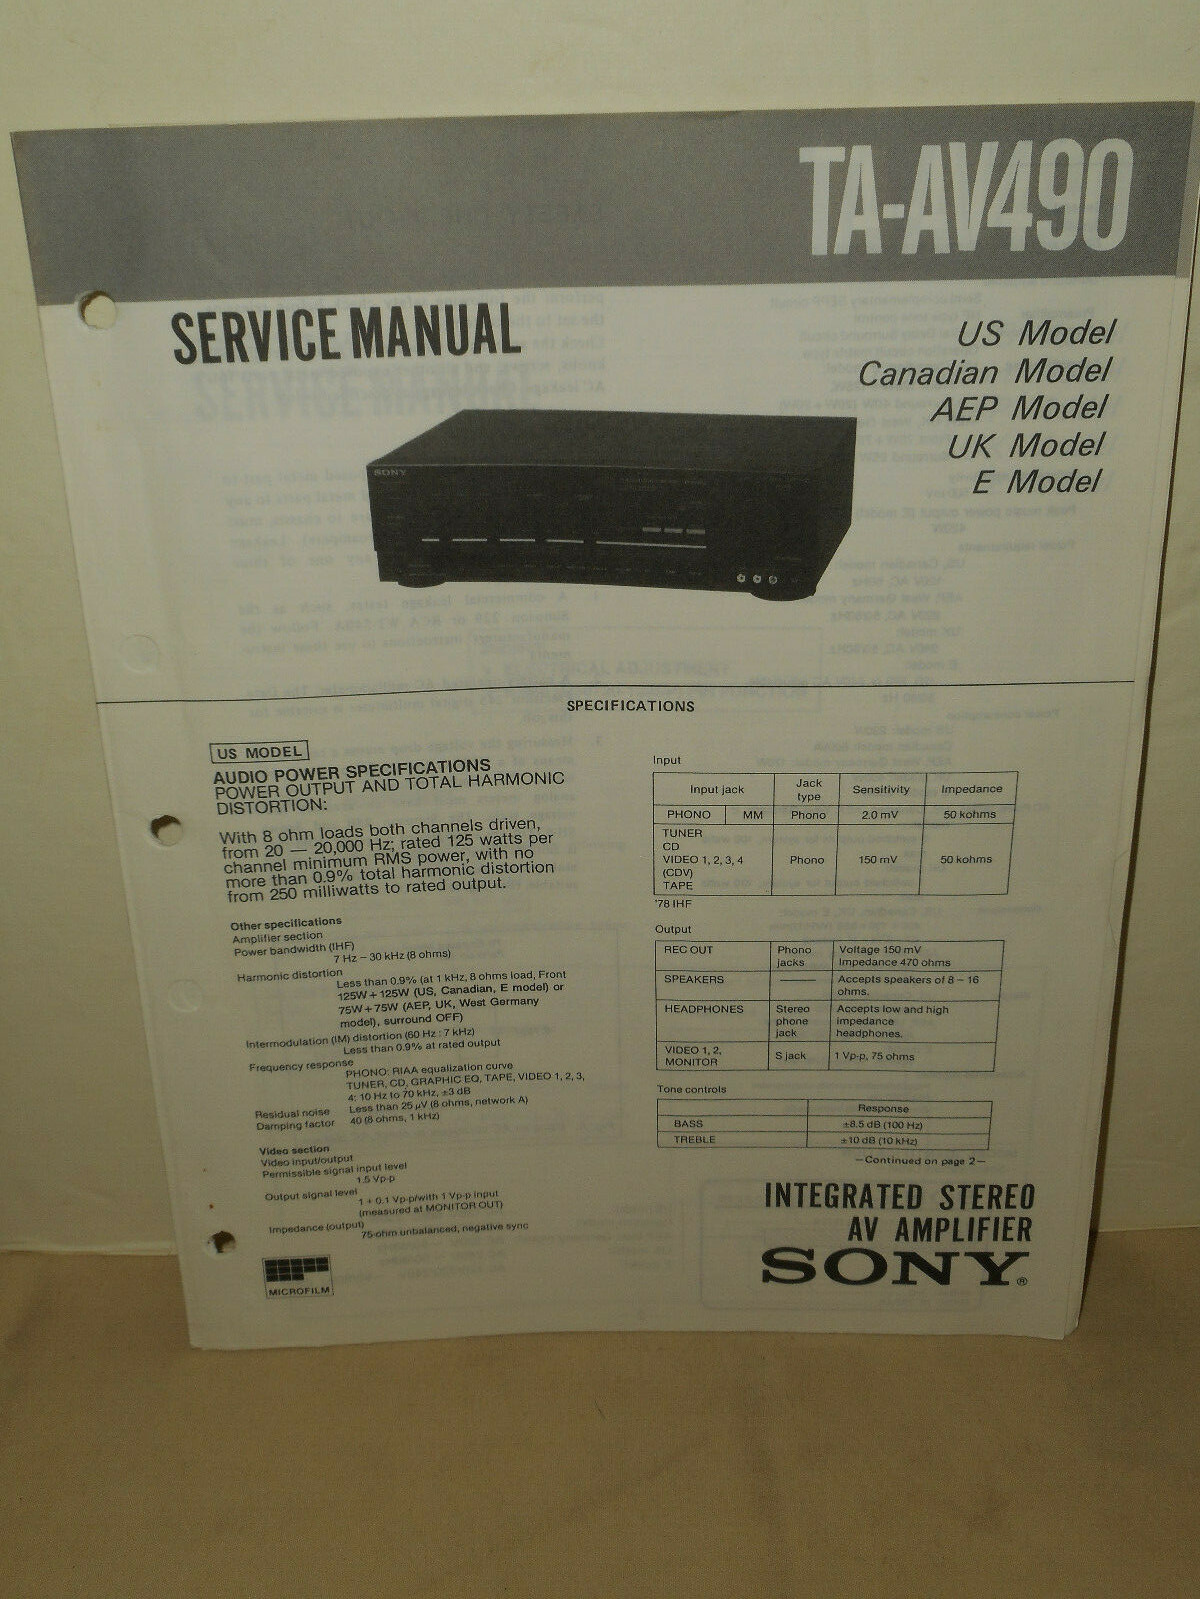 TA-AV490
SERVICE MANUAL
US Model
Canadian Model
AEP Model
UK Model
E Model
SONY
SPECIFICATIONS
US MODEL
AUDIO POWER SPECIFICATIONS
POWER OUTPUT AND TOTAL HARMONIC
DISTORTION:
With 8 ohm loads both channels driven,
from 20 — 20,000 Hz; rated 125 watts per
channel minimum RMS power, with no
more than 0.9% total harmonic distortion
from 250 milliwatts to rated output.
Other specifications
Amplifier section
Power bandwidth (IHF)
7 Hz – 30 kHz (8 ohms)
Harmonic distortion
Less than 0.9% (at 1 kHz, 8 ohms load, Front
125W + 125W (US, Canadian, E model) or
75W + 75W (AEP, UK, West Germany
model), surround OFF)
Intermodulation (IM) distortion (60 Hz : 7 kHz)
Less than 0.9% at rated output
Frequency response
PHONO: RIAA equalization curve
TUNER, CD, GRAPHIC EQ, TAPE, VIDEO 1, 2, 3,
4: 10 Hz to 70 kHz, ±3 dB
Residual noise Less than 25 µV (8 ohms, network A)
Damping factor 40 (8 ohms, 1 kHz)
Video section
Video input/output
Permissible signal input level
1.5 Vp-p
Output signal level
1 + 0.1 Vp-p/with 1 Vp-p input
(measured at MONITOR OUT)
Impedance (output)
75-ohm unbalanced, negative sync
MICROFILM
Input
Input jack Jack type Sensitivity Impedance
PHONO MM Phono 2.0 mV 50 kohms
TUNER
CD
VIDEO 1, 2, 3, 4
(CDV)
TAPE
Phono 150 mV 50 kohms
'78 IHF
Output
REC OUT Phono jacks Voltage 150 mV
Impedance 470 ohms
SPEAKERS —— Accepts speakers of 8 – 16
ohms.
HEADPHONES Stereo phone jack Accepts low and high
impedance
headphones.
VIDEO 1, 2,
MONITOR S jack 1 Vp-p, 75 ohms
Tone controls
Response
BASS ±8.5 dB (100 Hz)
TREBLE ±10 dB (10 kHz)
—Continued on page 2—
INTEGRATED STEREO
AV AMPLIFIER
SONY®